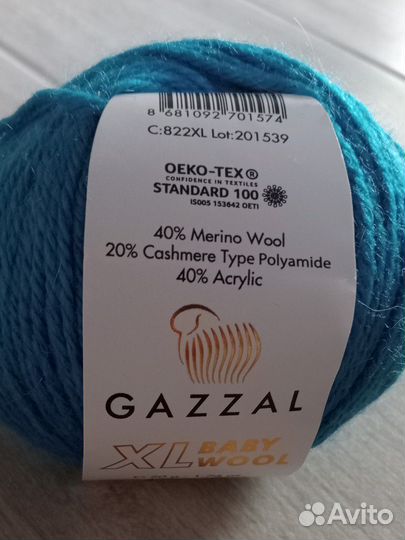 8 681092 701574
C:822XL Lot:201539
OEKO-TEX®
CONFIDENCE IN TEXTILES
STANDARD 100
IS005 153642 OETI
40% Merino Wool
20% Cashmere Type Polyamide
40% Acrylic
GAZZAL
XL BABY
WOOL
Avito